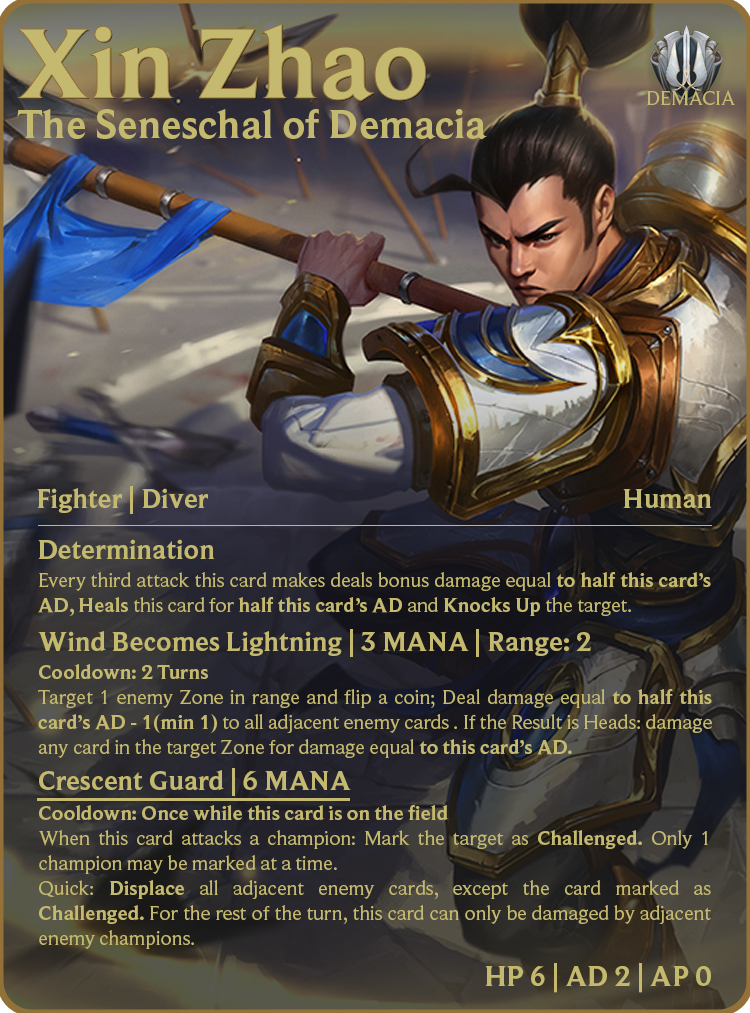 Xin Zhao
The Seneschal of Demacia
DEMACIA
Fighter | Diver
Human
Determination
Every third attack this card makes deals bonus damage equal to half this card's
AD, Heals this card for half this card's AD and Knocks Up the target.
Wind Becomes Lightning | 3 MANA | Range: 2
Cooldown: 2 Turns
Target 1 enemy Zone in range and flip a coin; Deal damage equal to half this
card's AD - 1(min 1) to all adjacent enemy cards . If the Result is Heads: damage
any card in the target Zone for damage equal to this card's AD.
Crescent Guard | 6 MANA
Cooldown: Once while this card is on the field
When this card attacks a champion: Mark the target as Challenged. Only 1
champion may be marked at a time.
Quick: Displace all adjacent enemy cards, except the card marked as
Challenged. For the rest of the turn, this card can only be damaged by adjacent
enemy champions.
HP 6 | AD 2 | AP 0